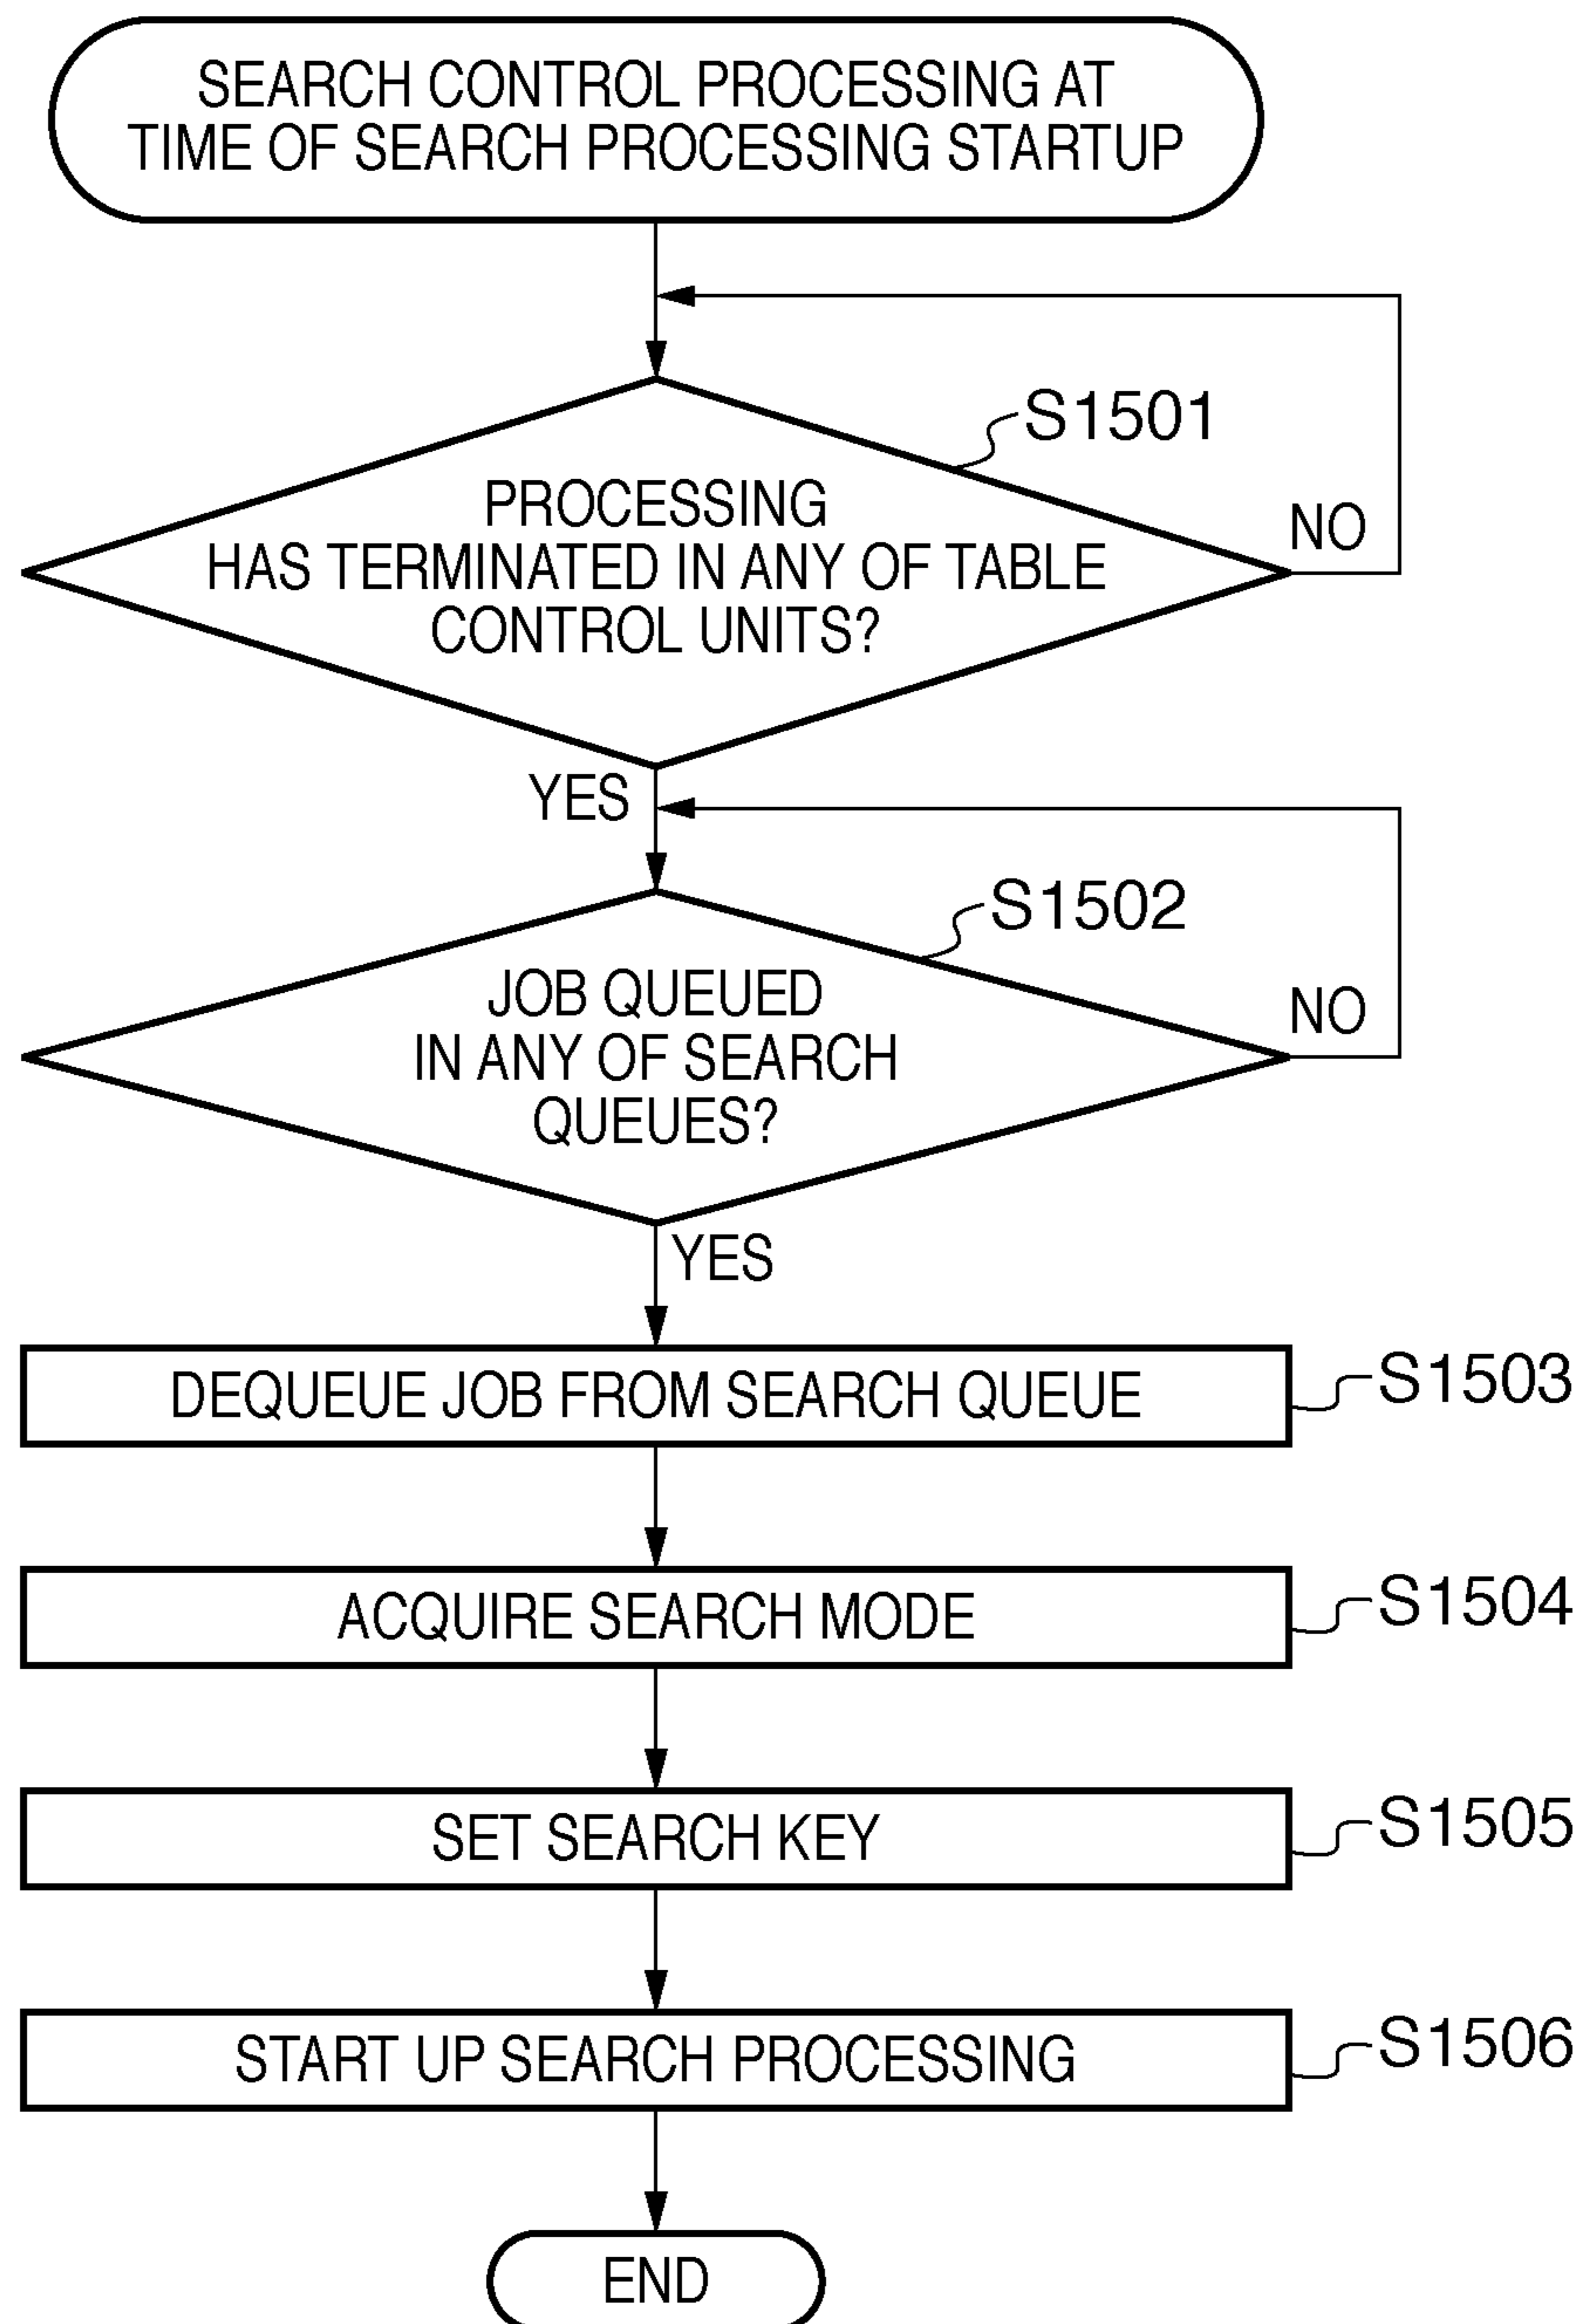 SEARCH CONTROL PROCESSING AT
TIME OF SEARCH PROCESSING STARTUP
S1501
PROCESSING
HAS TERMINATED IN ANY OF TABLE
CONTROL UNITS?
NO
YES
S1502
JOB QUEUED
IN ANY OF SEARCH
QUEUES?
NO
YES
DEQUEUE JOB FROM SEARCH QUEUE
S1503
ACQUIRE SEARCH MODE
S1504
SET SEARCH KEY
S1505
START UP SEARCH PROCESSING
S1506
END